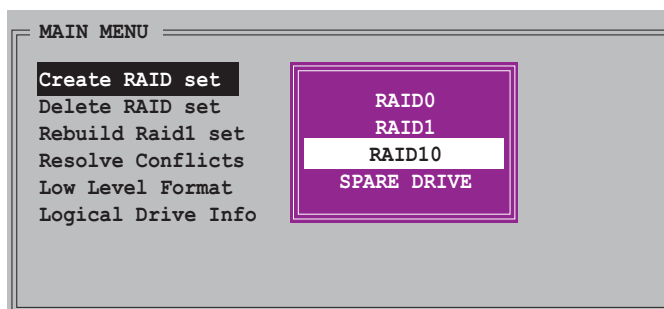 MAIN MENU
Create RAID set
Delete RAID set
Rebuild Raid1 set
Resolve Conflicts
Low Level Format
Logical Drive Info
RAID0
RAID1
RAID10
SPARE DRIVE